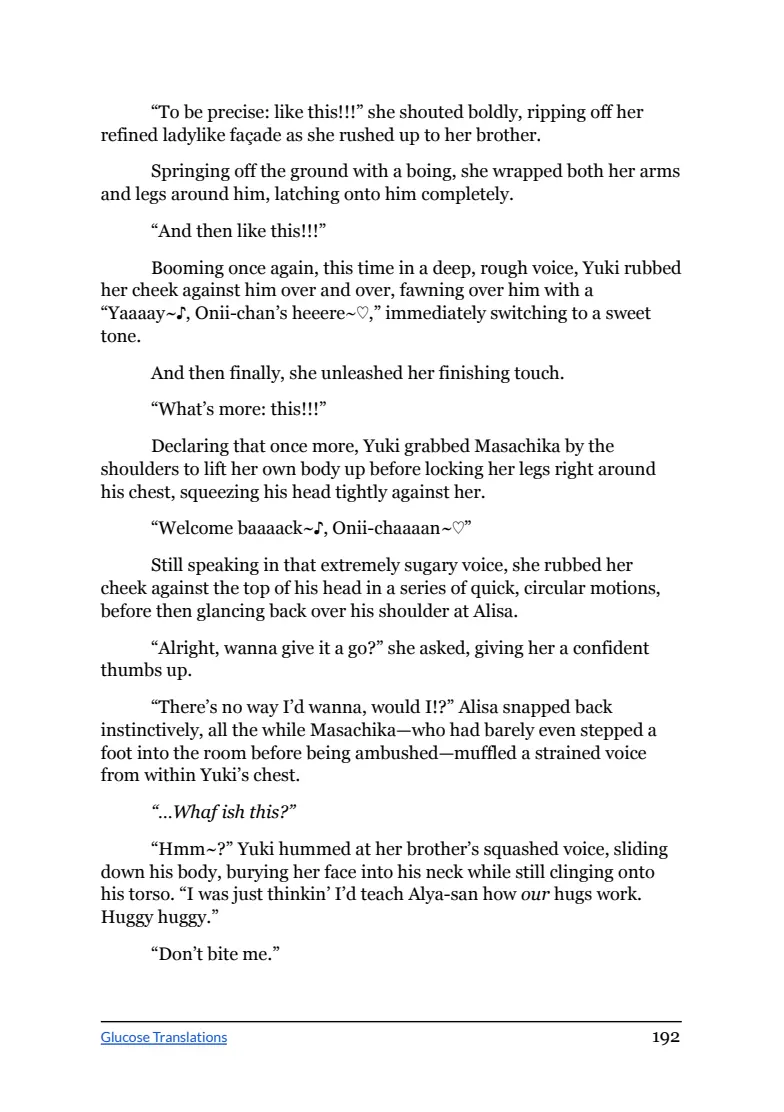 “To be precise: like this!!!” she shouted boldly, ripping off her
refined ladylike façade as she rushed up to her brother.
Springing off the ground with a boing, she wrapped both her arms
and legs around him, latching onto him completely.
“And then like this!!!”
Booming once again, this time in a deep, rough voice, Yuki rubbed
her cheek against him over and over, fawning over him with a
“Yaaaay~♪, Onii-chan’s heeere~♡,” immediately switching to a sweet
tone.
And then finally, she unleashed her finishing touch.
“What’s more: this!!!”
Declaring that once more, Yuki grabbed Masachika by the
shoulders to lift her own body up before locking her legs right around
his chest, squeezing his head tightly against her.
“Welcome baaaack~♪, Onii-chaaaan~♡”
Still speaking in that extremely sugary voice, she rubbed her
cheek against the top of his head in a series of quick, circular motions,
before then glancing back over his shoulder at Alisa.
“Alright, wanna give it a go?” she asked, giving her a confident
thumbs up.
“There’s no way I’d wanna, would I!?” Alisa snapped back
instinctively, all the while Masachika—who had barely even stepped a
foot into the room before being ambushed—muffled a strained voice
from within Yuki’s chest.
“…Whaf ish this?”
“Hmm~?” Yuki hummed at her brother’s squashed voice, sliding
down his body, burying her face into his neck while still clinging onto
his torso. “I was just thinkin’ I’d teach Alya-san how our hugs work.
Huggy huggy.”
“Don’t bite me.”
Glucose Translations
192